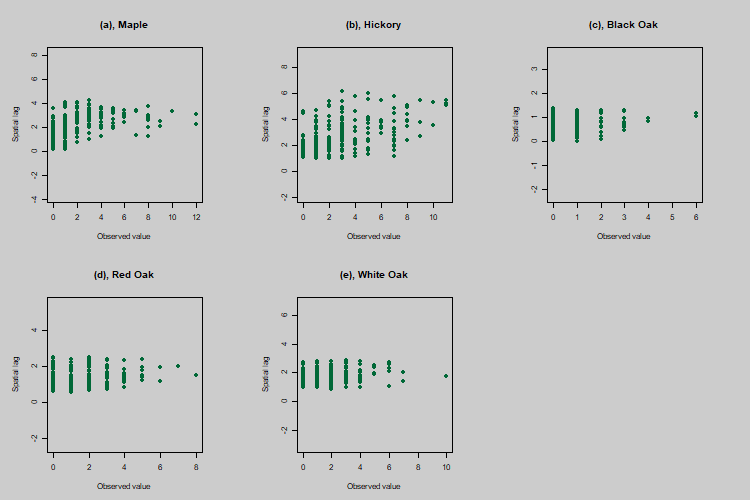 (a), Maple
(b), Hickory
(c), Black Oak
Spatial lag
-4 -2 0 2 4 6 8
0 2 4 6 8 10 12
Observed value
Spatial lag
-2 0 2 4 6 8
0 2 4 6 8 10
Observed value
Spatial lag
-2 -1 0 1 2 3
0 1 2 3 4 5 6
Observed value
(d), Red Oak
(e), White Oak
Spatial lag
-2 0 2 4
0 2 4 6 8
Observed value
Spatial lag
-2 0 2 4 6
0 2 4 6 8 10
Observed value